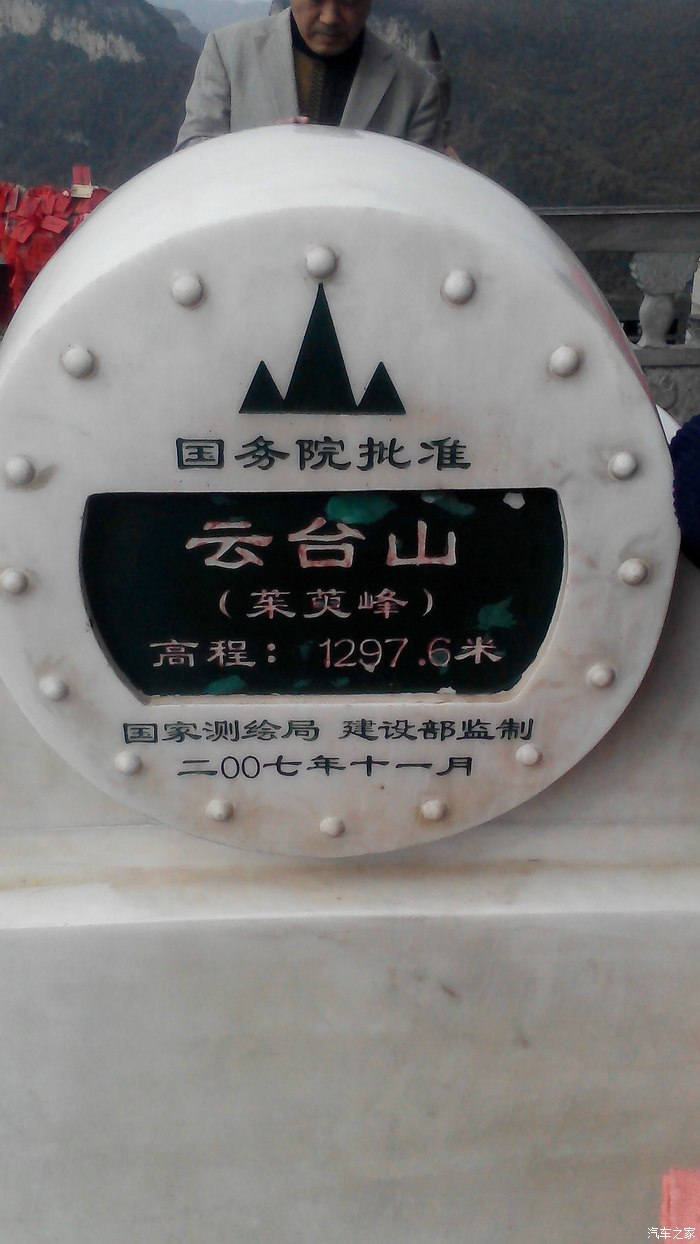 国务院批准
云台山
（茱萸峰）
高程：1297.6米
国家测绘局 建设部监制
二00七年十一月
汽车之家